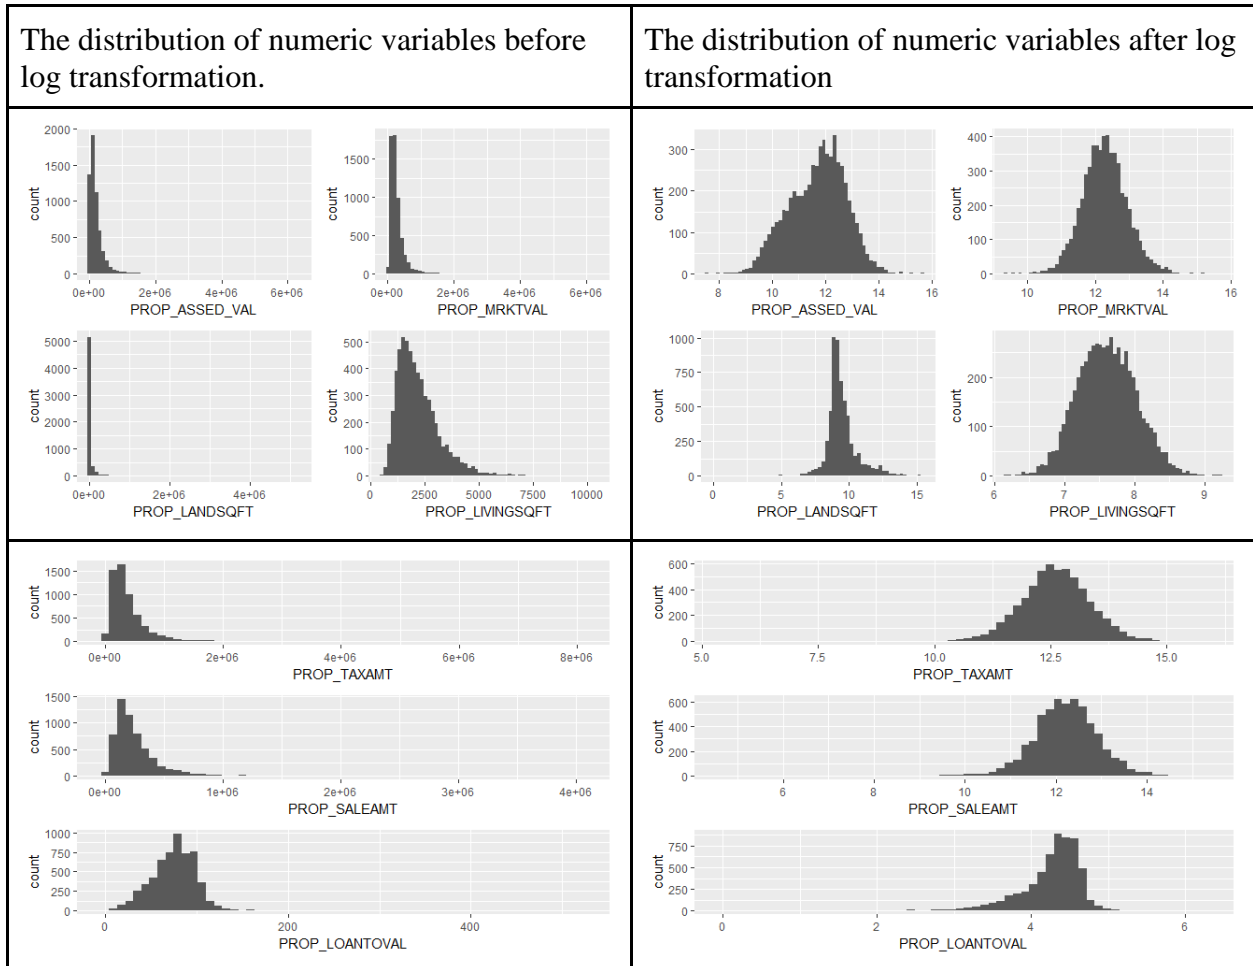 The distribution of numeric variables before
log transformation.
The distribution of numeric variables after log
transformation
2000
1500
1000
500
0
count
0e+00 2e+06 4e+06 6e+06
PROP_ASSED_VAL
1500
1000
500
0
count
0e+00 2e+06 4e+06 6e+06
PROP_MRKTVAL
5000
4000
3000
2000
1000
0
count
0e+00 2e+06 4e+06
PROP_LANDSQFT
500
400
300
200
100
0
count
0 2500 5000 7500 10000
PROP_LIVINGSQFT
300
200
100
0
count
8 10 12 14 16
PROP_ASSED_VAL
400
300
200
100
0
count
10 12 14 16
PROP_MRKTVAL
1000
750
500
250
0
count
0 5 10 15
PROP_LANDSQFT
200
100
0
count
6 7 8 9
PROP_LIVINGSQFT
1500
1000
500
0
count
0e+00 2e+06 4e+06 6e+06 8e+06
PROP_TAXAMT
1500
1000
500
0
count
0e+00 1e+06 2e+06 3e+06 4e+06
PROP_SALEAMT
1000
750
500
250
0
count
0 200 400
PROP_LOANTOVAL
600
400
200
0
count
5.0 7.5 10.0 12.5 15.0
PROP_TAXAMT
600
400
200
0
count
6 8 10 12 14
PROP_SALEAMT
750
500
250
0
count
0 2 4 6
PROP_LOANTOVAL